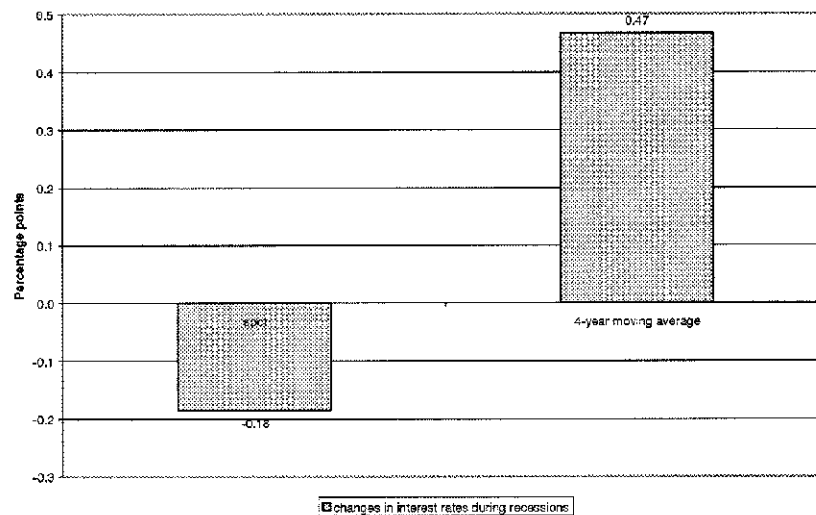 0.5
0.47
0.4
0.3
0.2
0.1
0.0
spot
4-year moving average
-0.1
-0.18
-0.2
-0.3
Percentage points
changes in interest rates during recessions